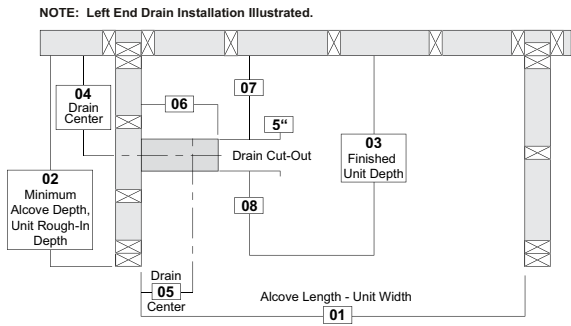 NOTE: Left End Drain Installation Illustrated.
04
Drain
Center
06
07
5"
Drain Cut-Out
03
Finished
Unit Depth
02
Minimum
Alcove Depth,
Unit Rough-In
Depth
08
Drain
05
Center
Alcove Length - Unit Width
01